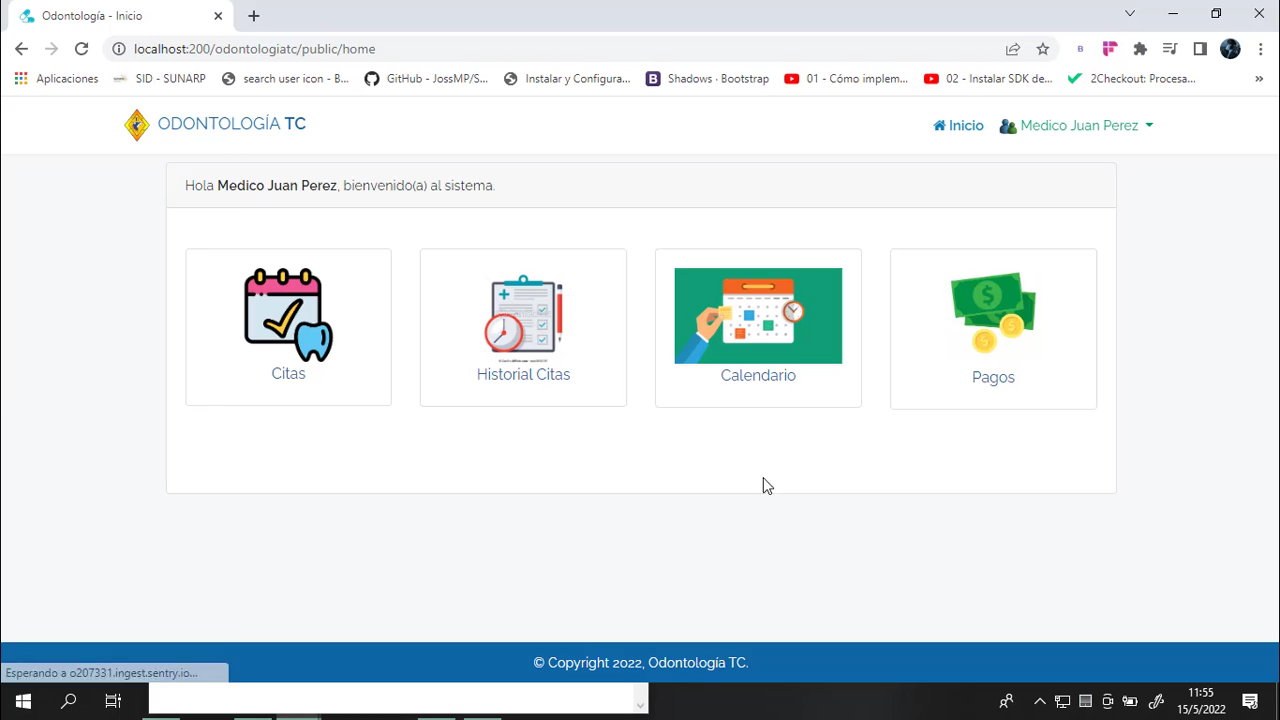 Odontología - Inicio
localhost:200/odontologiatc/public/home
Aplicaciones
SID - SUNARP
search user icon - B...
GitHub - JossMP/S...
Instalar y Configura...
Shadows · Bootstrap
01 - Cómo implem...
02 - Instalar SDK de...
2Checkout: Procesa...
ODONTOLOGÍA TC
Inicio
Medico Juan Perez
Hola Medico Juan Perez, bienvenido(a) al sistema.
Citas
Historial Citas
Calendario
Pagos
© Copyright 2022, Odontología TC.
Esperando a o207331.ingest.sentry.io...
11:55
15/5/2022